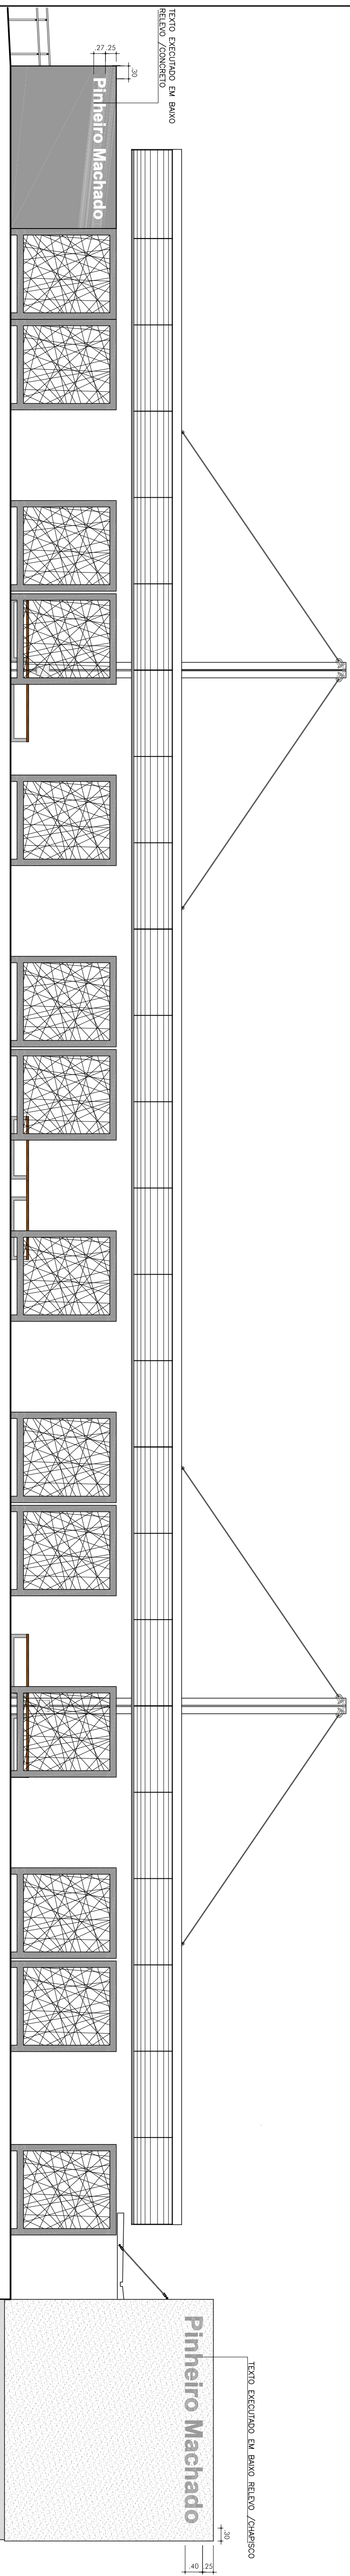 TEXTO EXECUTADO EM BAIXO
RELEVO /CONCRETO
.30
.27 .25
Pinheiro Machado
TEXTO EXECUTADO EM BAIXO RELEVO /CHAPISCO
Pinheiro Machado
.30
.40 .25